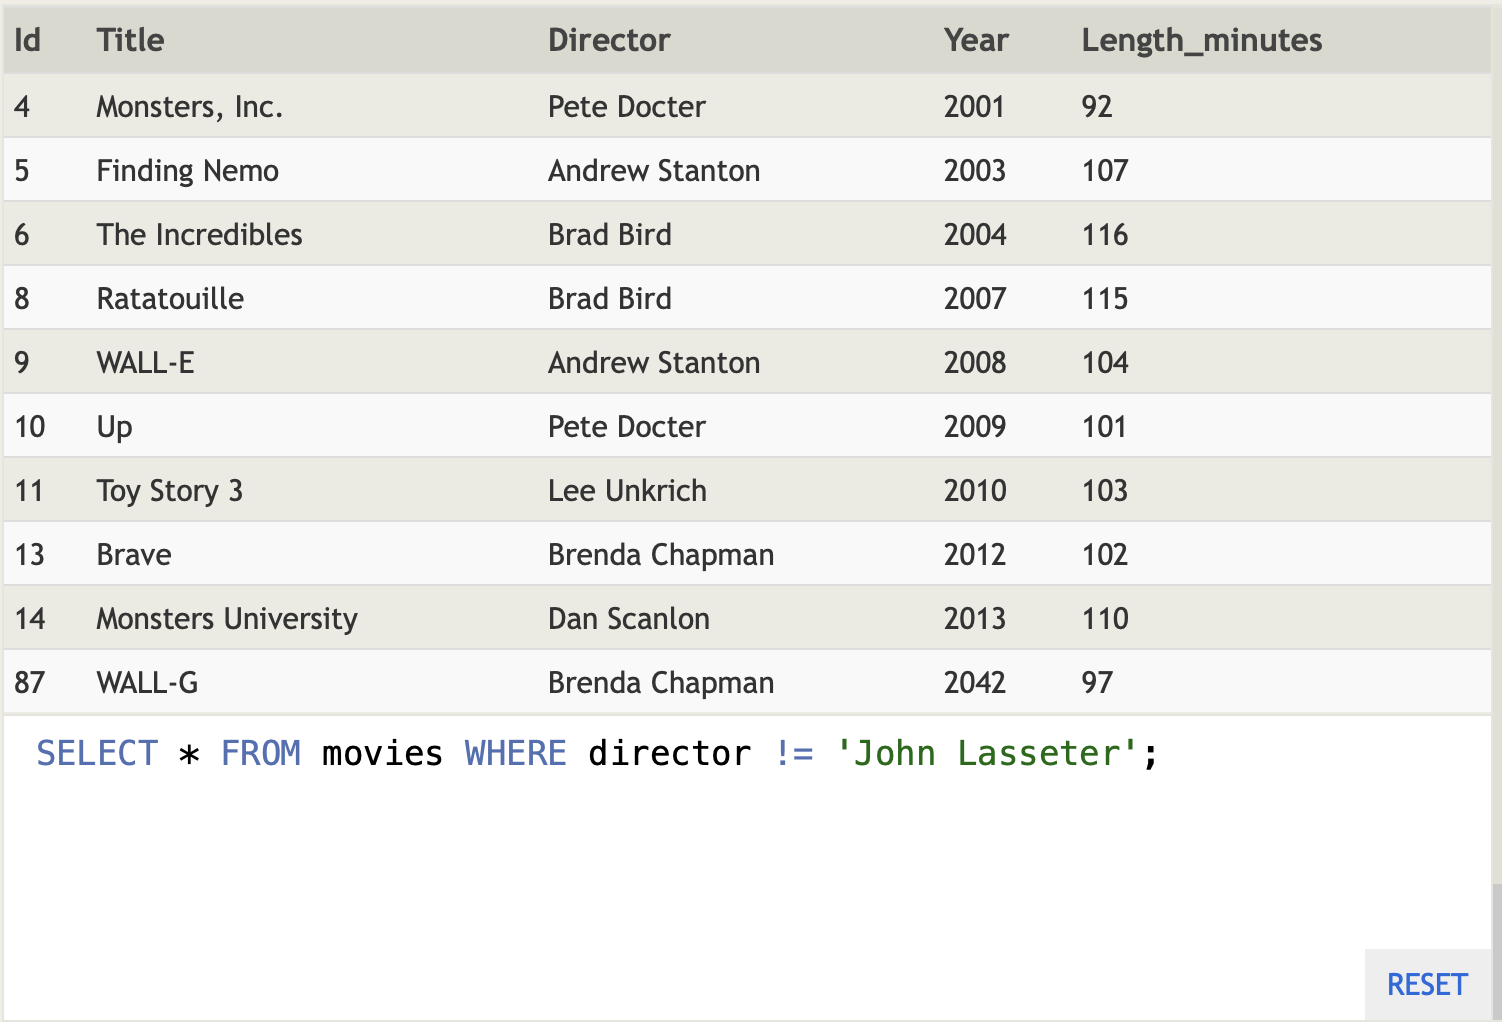 Id Title Director Year Length_minutes
4 Monsters, Inc. Pete Docter 2001 92
5 Finding Nemo Andrew Stanton 2003 107
6 The Incredibles Brad Bird 2004 116
8 Ratatouille Brad Bird 2007 115
9 WALL-E Andrew Stanton 2008 104
10 Up Pete Docter 2009 101
11 Toy Story 3 Lee Unkrich 2010 103
13 Brave Brenda Chapman 2012 102
14 Monsters University Dan Scanlon 2013 110
87 WALL-G Brenda Chapman 2042 97
SELECT * FROM movies WHERE director != 'John Lasseter';
RESET